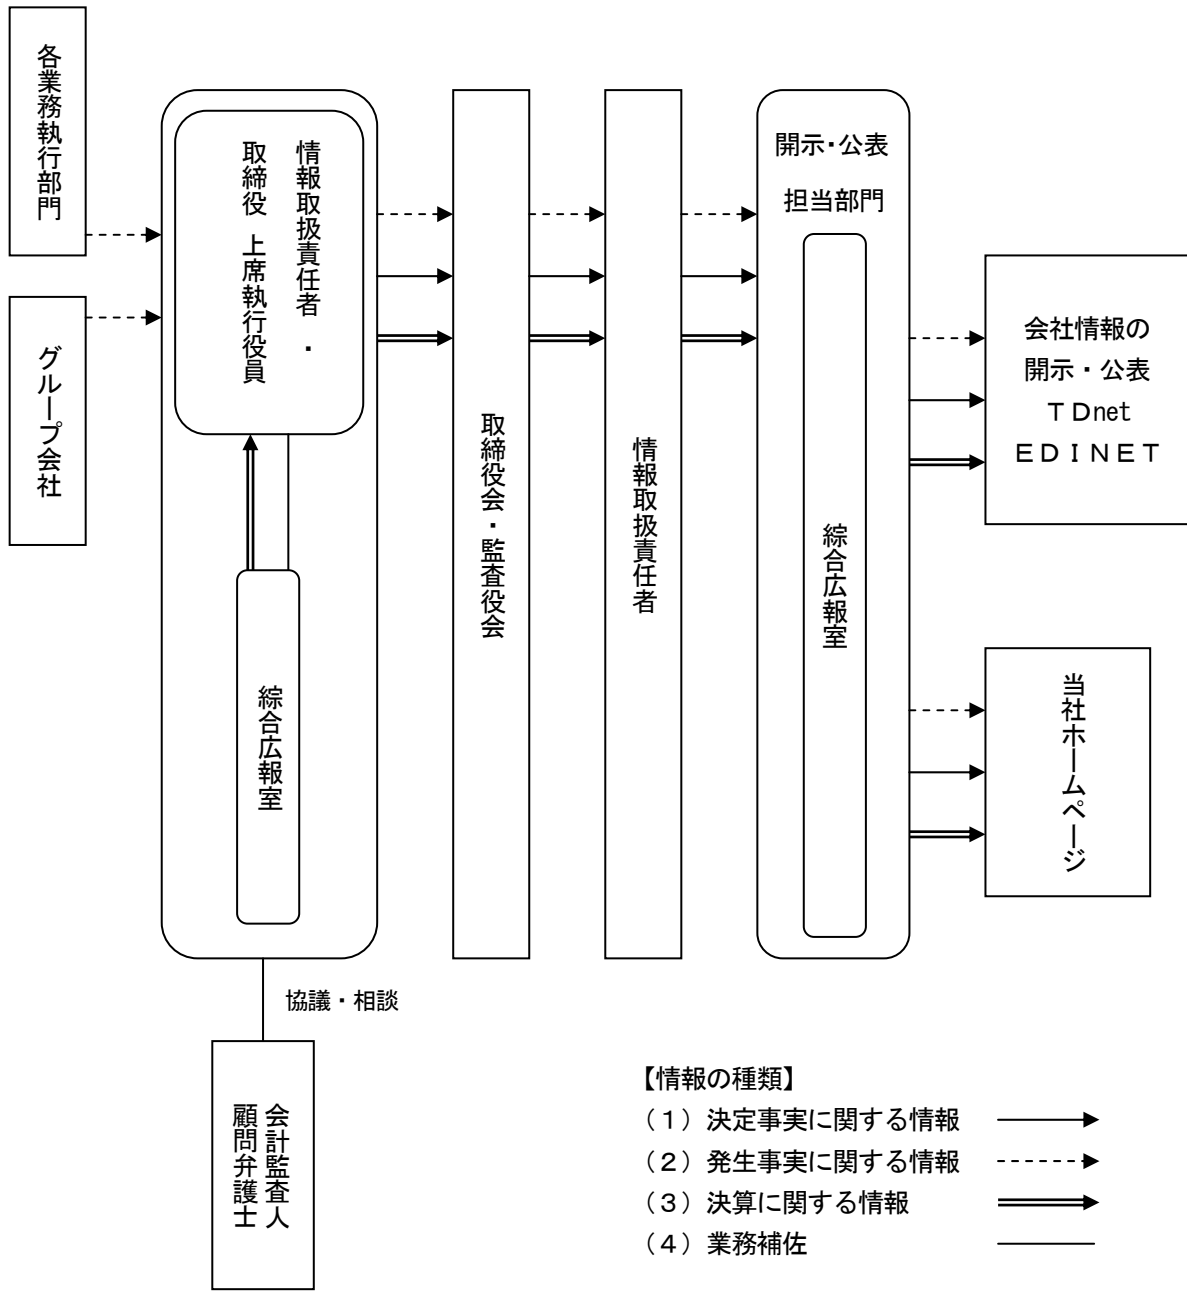 各業務執行部門
グループ会社
情報取扱責任者 ・
取締役 上席執行役員
綜合広報室
協議・相談
会計監査人
顧問弁護士
取締役会・監査役会
情報取扱責任者
開示・公表
担当部門
綜合広報室
会社情報の
開示・公表
ＴＤnet
ＥＤＩＮＥＴ
当社ホームページ
【情報の種類】
（１）決定事実に関する情報
（２）発生事実に関する情報
（３）決算に関する情報
（４）業務補佐